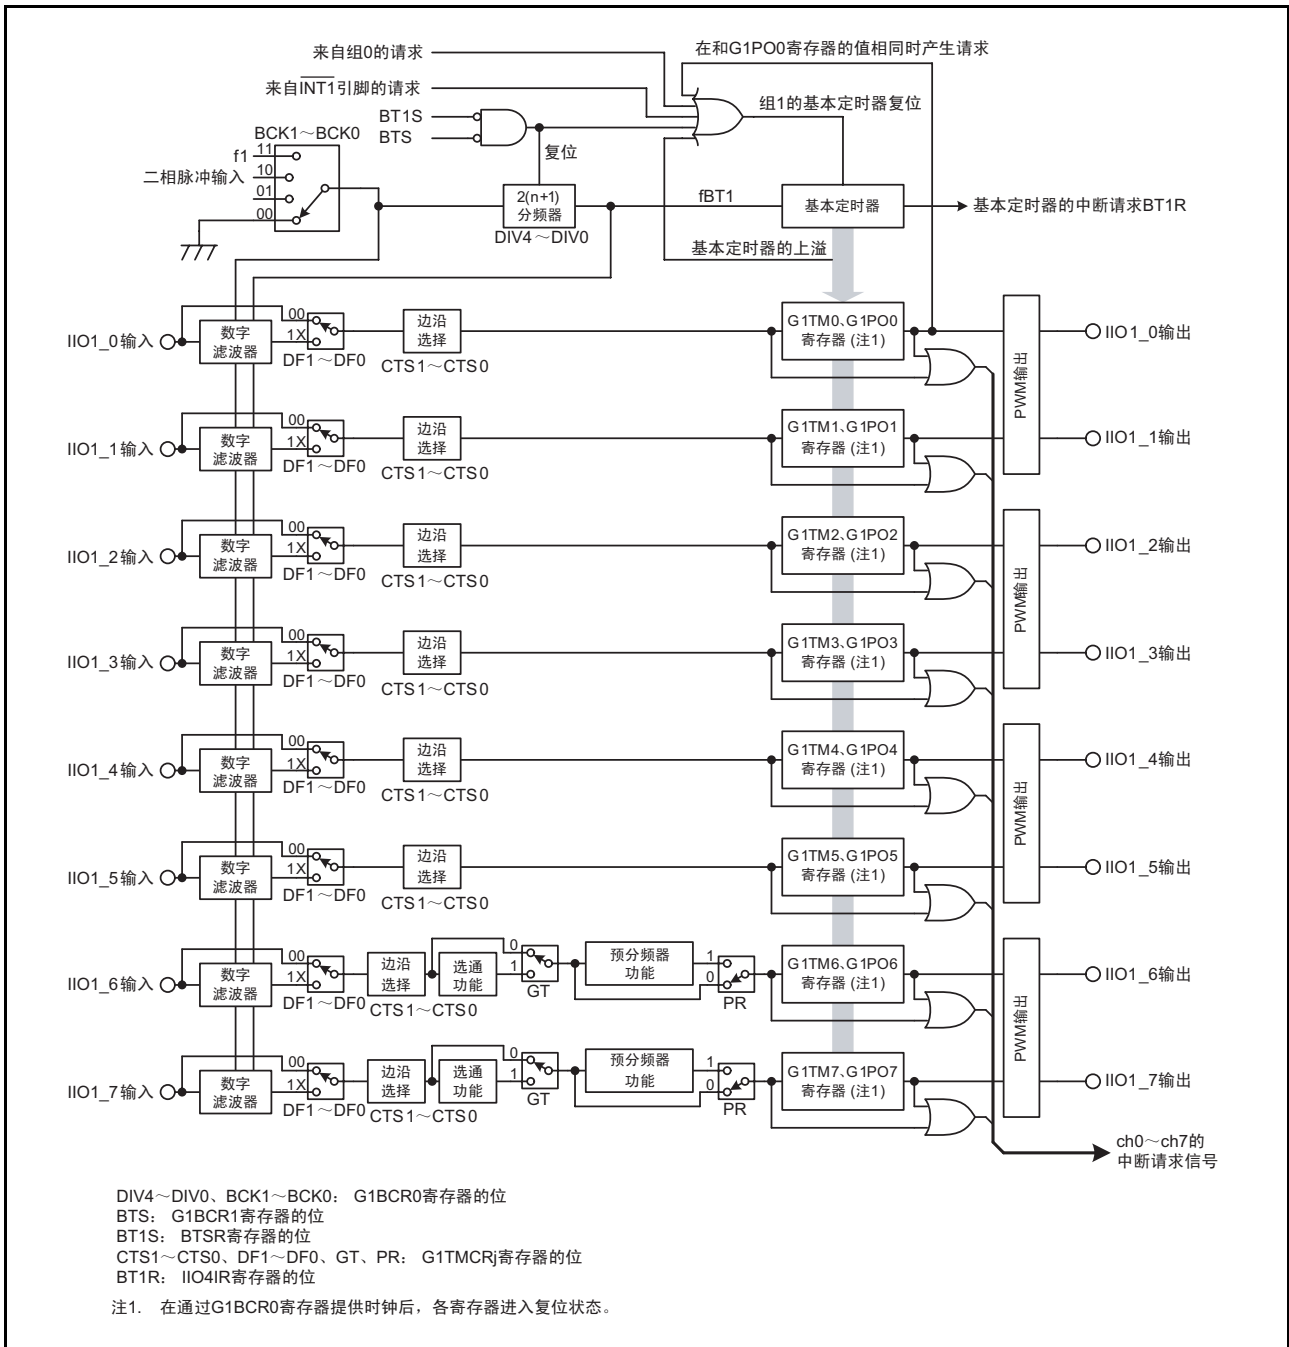 来自组0的请求
在和G1PO0寄存器的值相同时产生请求
来自INT1引脚的请求
组1的基本定时器复位
BT1S
BTS
BCK1～BCK0
复位
f1
11
二相脉冲输入
10
01
00
2(n+1)
分频器
DIV4～DIV0
fBT1
基本定时器
基本定时器的中断请求BT1R
基本定时器的上溢
IIO1_0输入
数字
滤波器
00
1X
DF1～DF0
边沿
选择
CTS1～CTS0
G1TM0、G1PO0
寄存器 (注1)
PWM输出
IIO1_0输出
IIO1_1输入
数字
滤波器
00
1X
DF1～DF0
边沿
选择
CTS1～CTS0
G1TM1、G1PO1
寄存器 (注1)
IIO1_1输出
IIO1_2输入
数字
滤波器
00
1X
DF1～DF0
边沿
选择
CTS1～CTS0
G1TM2、G1PO2
寄存器 (注1)
PWM输出
IIO1_2输出
IIO1_3输入
数字
滤波器
00
1X
DF1～DF0
边沿
选择
CTS1～CTS0
G1TM3、G1PO3
寄存器 (注1)
IIO1_3输出
IIO1_4输入
数字
滤波器
00
1X
DF1～DF0
边沿
选择
CTS1～CTS0
G1TM4、G1PO4
寄存器 (注1)
PWM输出
IIO1_4输出
IIO1_5输入
数字
滤波器
00
1X
DF1～DF0
边沿
选择
CTS1～CTS0
G1TM5、G1PO5
寄存器 (注1)
IIO1_5输出
IIO1_6输入
数字
滤波器
00
1X
DF1～DF0
边沿
选择
CTS1～CTS0
选通
功能
0
1
GT
预分频器
功能
1
0
PR
G1TM6、G1PO6
寄存器 (注1)
PWM输出
IIO1_6输出
IIO1_7输入
数字
滤波器
00
1X
DF1～DF0
边沿
选择
CTS1～CTS0
选通
功能
0
1
GT
预分频器
功能
1
0
PR
G1TM7、G1PO7
寄存器 (注1)
IIO1_7输出
ch0～ch7的
中断请求信号
DIV4～DIV0、BCK1～BCK0： G1BCR0寄存器的位
BTS： G1BCR1寄存器的位
BT1S： BTSR寄存器的位
CTS1～CTS0、DF1～DF0、GT、PR： G1TMCRj寄存器的位
BT1R： IIO4IR寄存器的位
注1. 在通过G1BCR0寄存器提供时钟后，各寄存器进入复位状态。